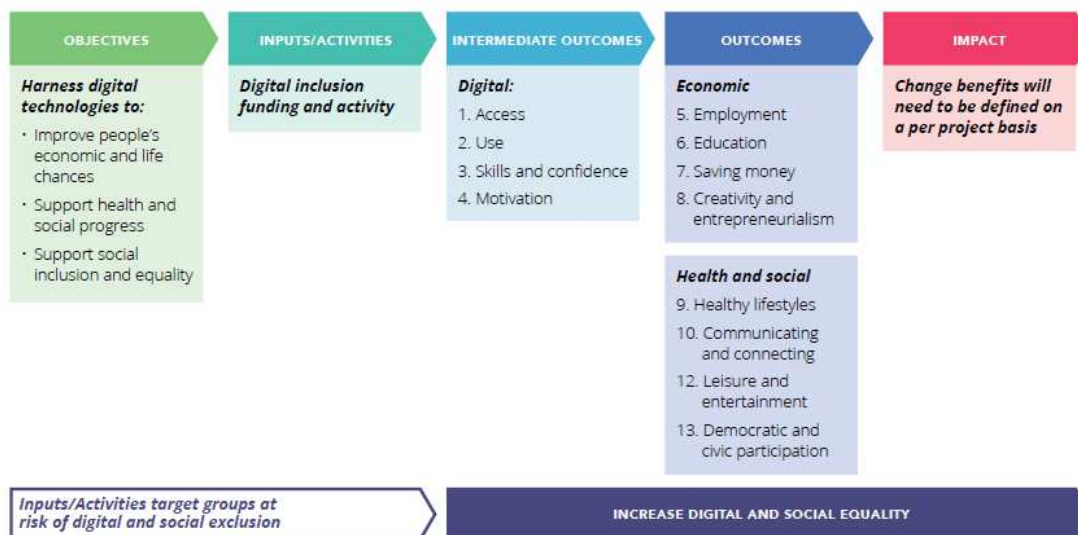 OBJECTIVES
Harness digital
technologies to:
· Improve people's
economic and life
chances
· Support health and
social progress
· Support social
inclusion and equality
INPUTS/ACTIVITIES
Digital inclusion
funding and activity
INTERMEDIATE OUTCOMES
Digital:
1. Access
2. Use
3. Skills and confidence
4. Motivation
OUTCOMES
Economic
5. Employment
6. Education
7. Saving money
8. Creativity and
entrepreneurialism
Health and social
9. Healthy lifestyles
10. Communicating
and connecting
12. Leisure and
entertainment
13. Democratic and
civic participation
IMPACT
Change benefits will
need to be defined on
a per project basis
Inputs/Activities target groups at
risk of digital and social exclusion
INCREASE DIGITAL AND SOCIAL EQUALITY